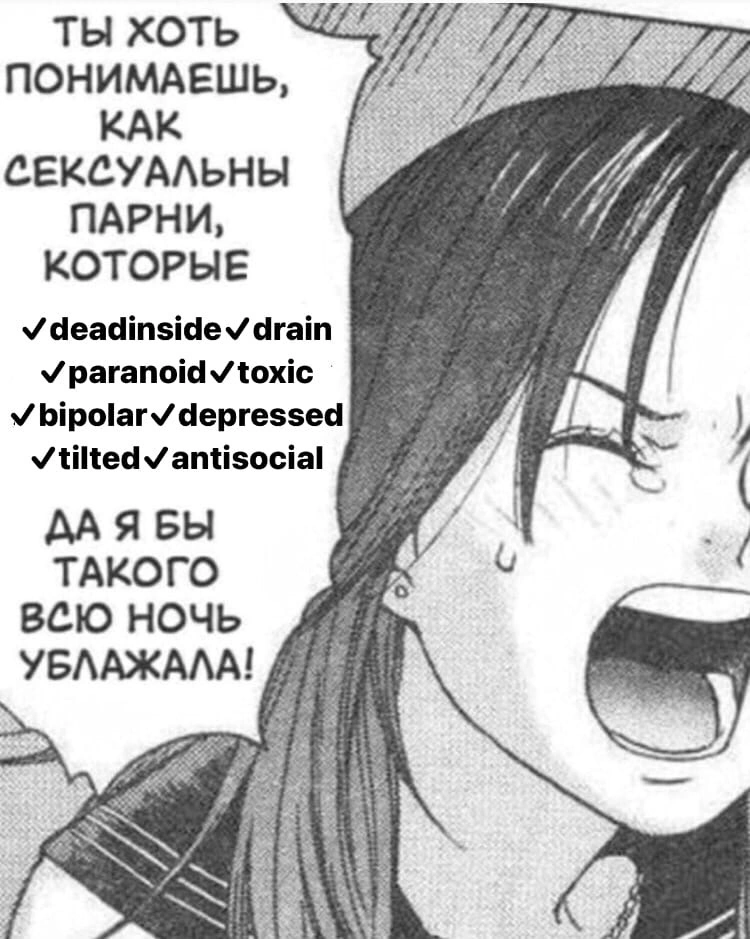 ТЫ ХОТЬ
ПОНИМАЕШЬ,
КАК
СЕКСУАЛЬНЫ
ПАРНИ,
КОТОРЫЕ
✓deadinside✓drain
✓paranoid✓toxic
✓bipolar✓depressed
✓tilted✓antisocial
ДА Я БЫ
ТАКОГО
ВСЮ НОЧЬ
УБЛАЖАЛА!